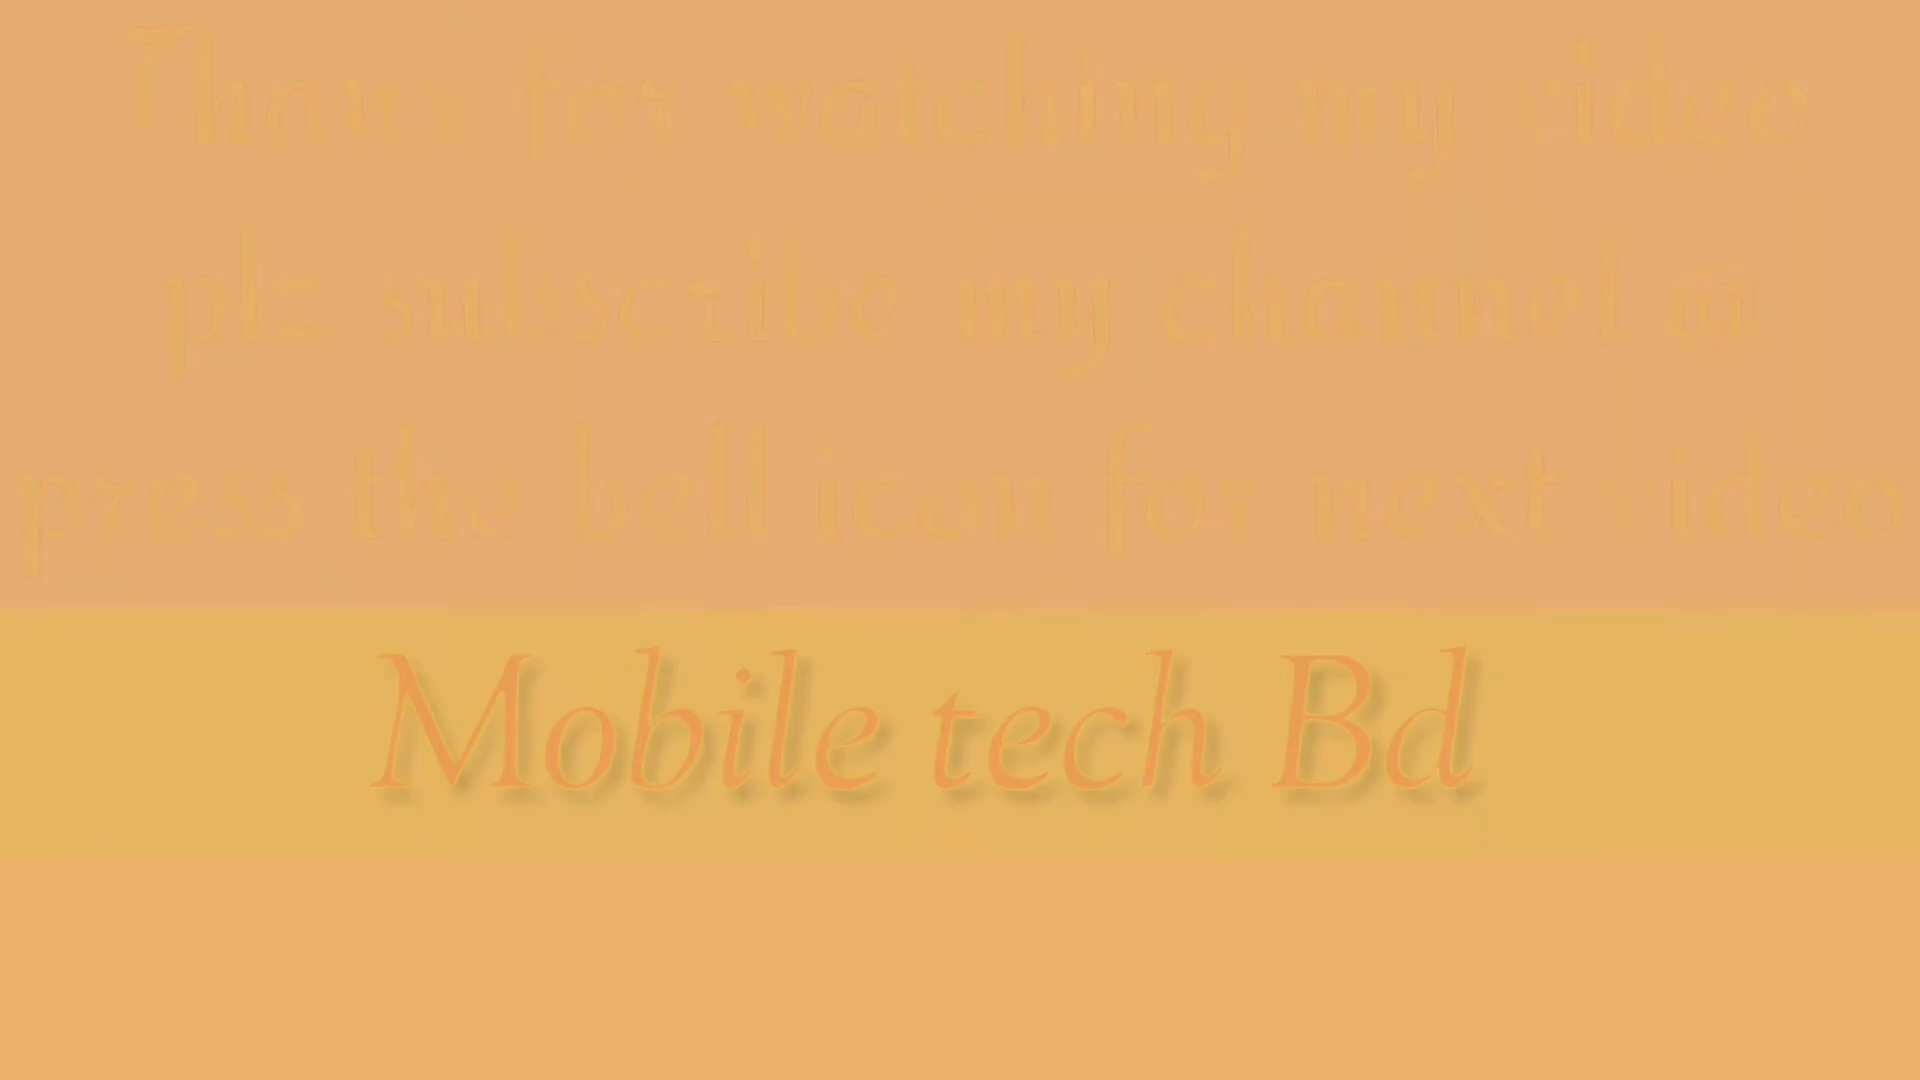 Thanx for watching my video
plz subscribe my channel @
press the bell icon for next video
Mobile tech Bd